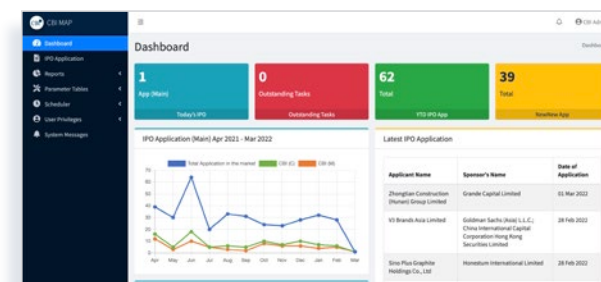 CBI MAP
Dashboard
IPO Application
Reports
Parameter Tables
Scheduler
User Privileges
System Messages
Dashboard
1
App (Main)
Today's IPO
0
Outstanding Tasks
Outstanding Tasks
62
Total
YTD IPO App
39
Total
IPO Application (Main) Apr 2021 - Mar 2022
Total Application in the market CBI (C) CBI (M)
70
60
50
40
30
20
10
0
Apr May Jun Jul Aug Sep Oct Nov Dec Jan Feb Mar
Latest IPO Application
Applicant Name Sponsor's Name Date of Application
Zhongtian Construction (Hunan) Group Limited Grande Capital Limited 01 Mar 2022
V3 Brands Asia Limited Goldman Sachs (Asia) L.L.C.; China International Capital Corporation Hong Kong Securities Limited 28 Feb 2022
Sino Plus Graphite Holdings Co., Ltd Honestum International Limited 28 Feb 2022